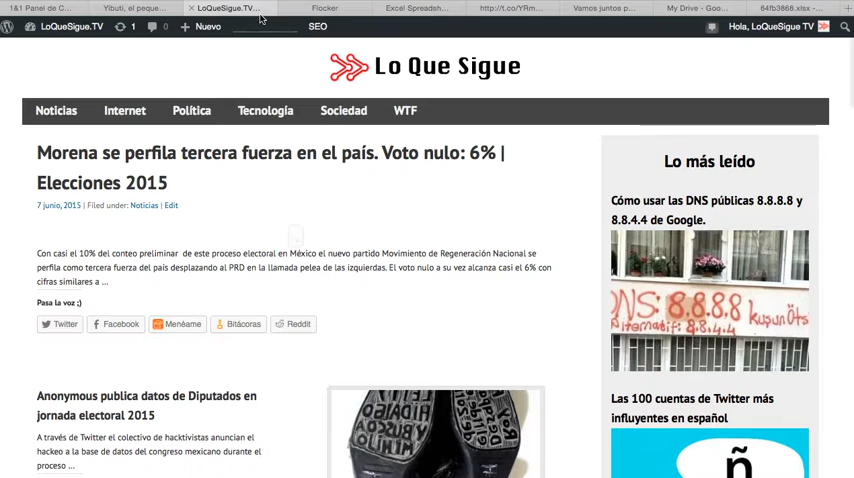 1&1 Panel de C...
Yibuti, el peque...
LoQueSigue.TV...
Flocker
Excel Spreadsh...
http://t.co/YRm...
Vamos juntos p...
My Drive - Goo...
64fb3866.xlsx -...
LoQueSigue.TV
1
0
+ Nuevo
SEO
Hola, LoQueSigue TV
Lo Que Sigue
Noticias
Internet
Política
Tecnología
Sociedad
WTF
Morena se perfila tercera fuerza en el país. Voto nulo: 6% |
Elecciones 2015
7 junio, 2015 | Filed under: Noticias | Edit
Con casi el 10% del conteo preliminar de este proceso electoral en México el nuevo partido Movimiento de Regeneración Nacional se
perfila como tercera fuerza del país desplazando al PRD en la llamada pelea de las izquierdas. El voto nulo a su vez alcanza casi el 6% con
cifras similares a ...
Pasa la voz ;)
Twitter
Facebook
Menéame
Bitácoras
Reddit
Anonymous publica datos de Diputados en
jornada electoral 2015
A través de Twitter el colectivo de hacktivistas anuncian el
hackeo a la base de datos del congreso mexicano durante el
proceso ...
Lo más leído
Cómo usar las DNS públicas 8.8.8.8 y
8.8.4.4 de Google.
DNS: 8.8.8.8
kuşun Öts
Alternatif: 8.8.4.4
Las 100 cuentas de Twitter más
influyentes en español
ñ